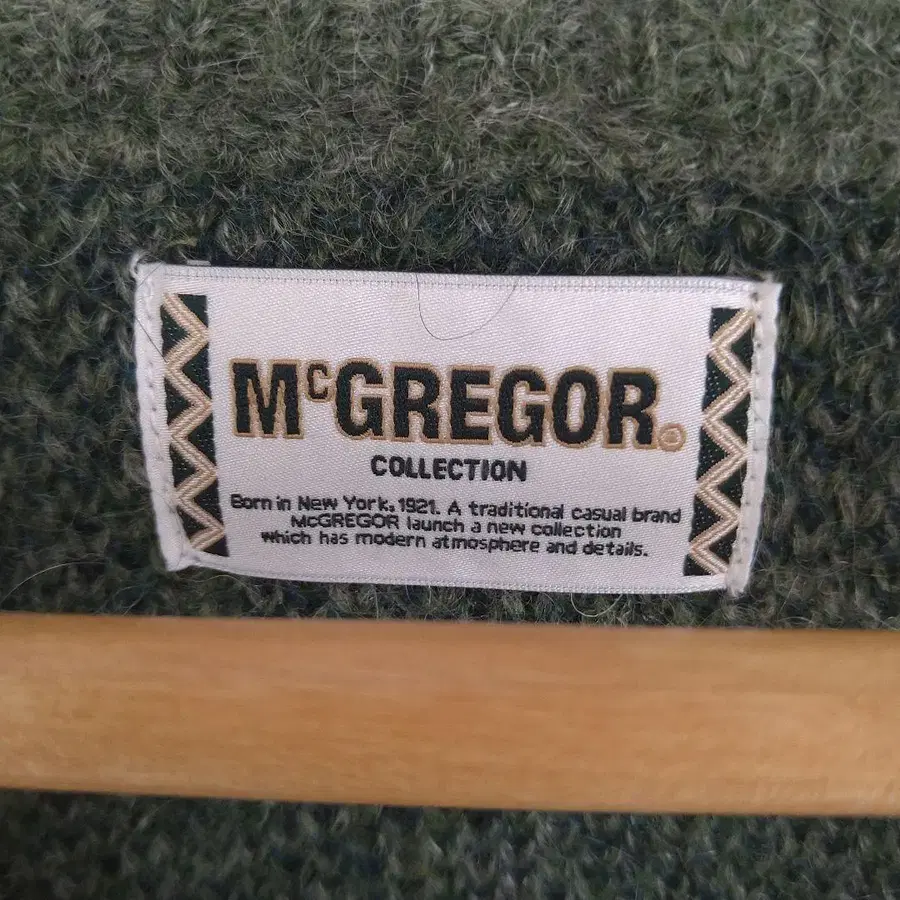 McGREGOR®
COLLECTION
Born in New York, 1921. A traditional casual brand
McGREGOR launch a new collection
which has modern atmosphere and details.